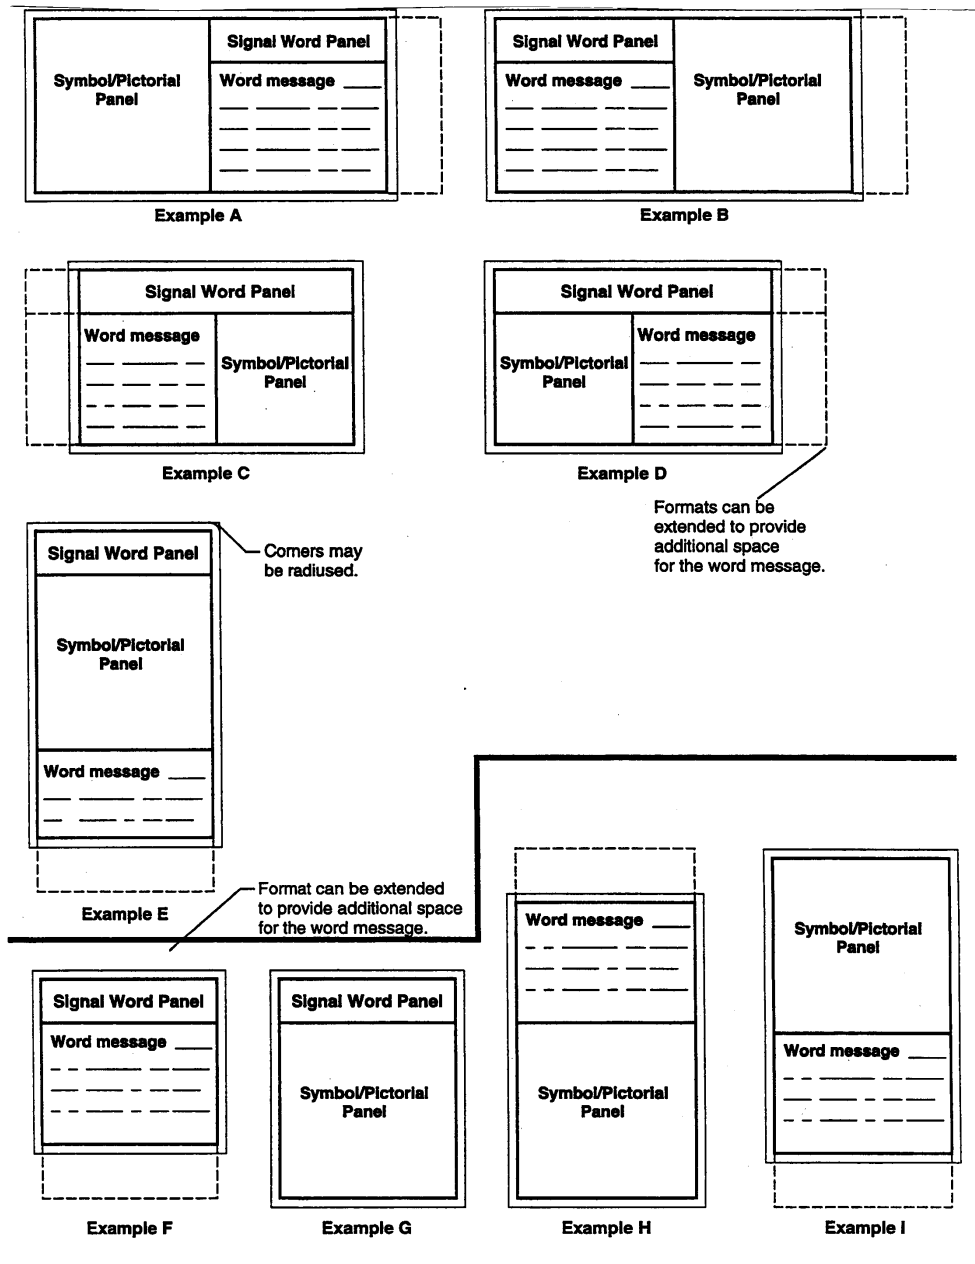 Symbol/Pictorial
Panel
Signal Word Panel
Word message
Example A
Signal Word Panel
Word message
Symbol/Pictorial
Panel
Example B
Signal Word Panel
Word message
Symbol/Pictorial
Panel
Example C
Signal Word Panel
Symbol/Pictorial
Panel
Word message
Example D
Formats can be
extended to provide
additional space
for the word message.
Signal Word Panel
Symbol/Pictorial
Panel
Word message
Example E
Corners may
be radiused.
Format can be extended
to provide additional space
for the word message.
Signal Word Panel
Word message
Example F
Signal Word Panel
Symbol/Pictorial
Panel
Example G
Word message
Symbol/Pictorial
Panel
Example H
Symbol/Pictorial
Panel
Word message
Example I